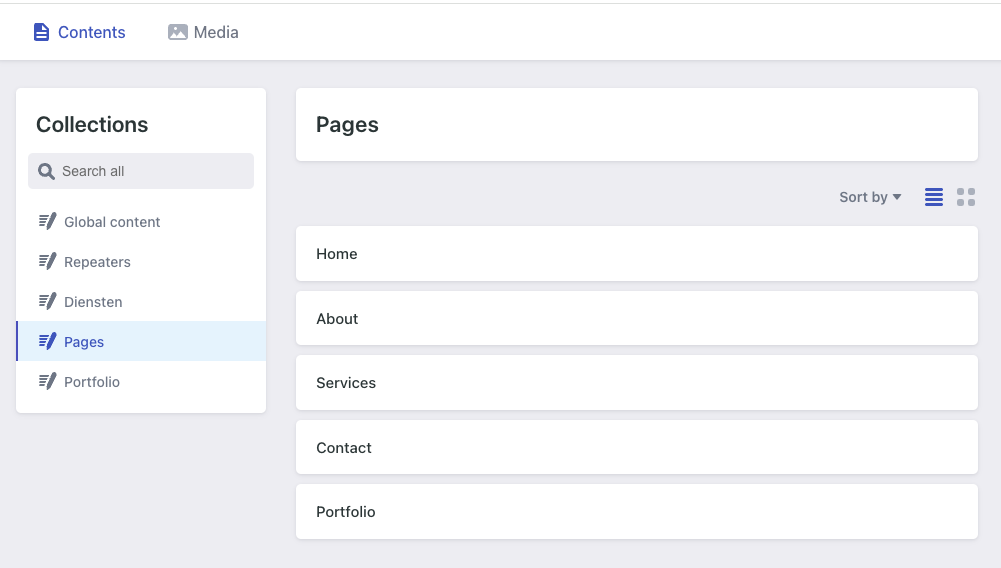 Contents
Media
Collections
Search all
Global content
Repeaters
Diensten
Pages
Portfolio
Pages
Sort by
Home
About
Services
Contact
Portfolio